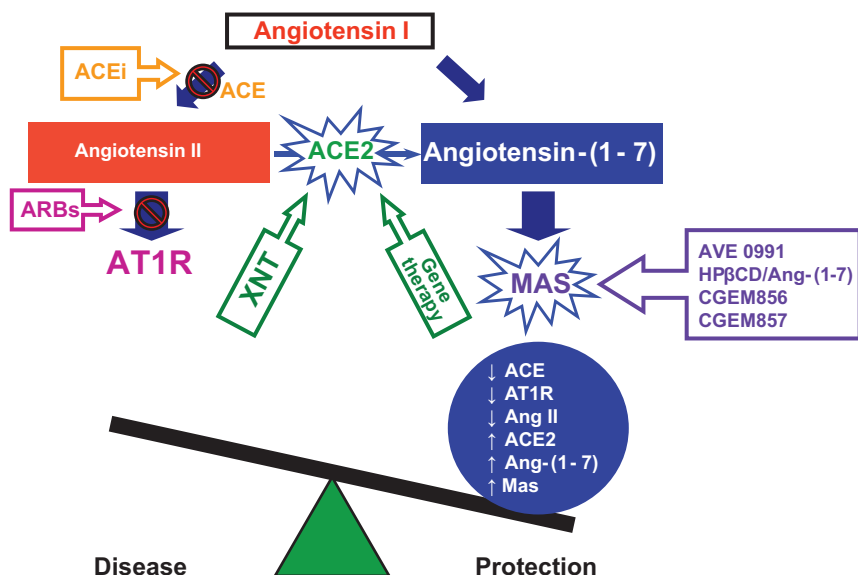 Angiotensin I
ACEi
ACE
Angiotensin II
ACE2
Angiotensin-(1 - 7)
ARBs
AT1R
XNT
Gene
therapy
MAS
AVE 0991
HPβCD/Ang-(1-7)
CGEM856
CGEM857
↓ ACE
↓ AT1R
↓ Ang II
↑ ACE2
↑ Ang-(1 - 7)
↑ Mas
Disease
Protection